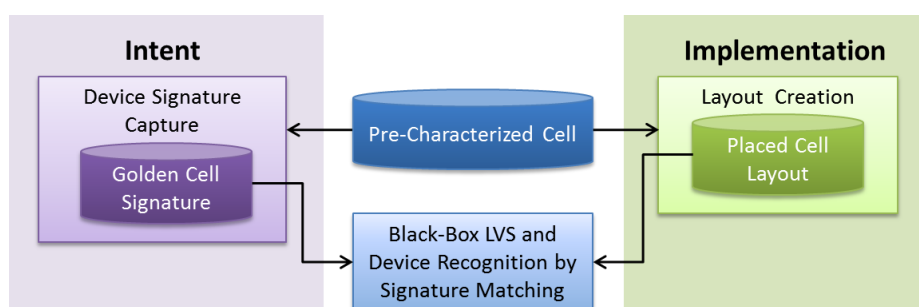 Intent
Device Signature
Capture
Golden Cell
Signature
Pre-Characterized Cell
Black-Box LVS and
Device Recognition by
Signature Matching
Implementation
Layout Creation
Placed Cell
Layout